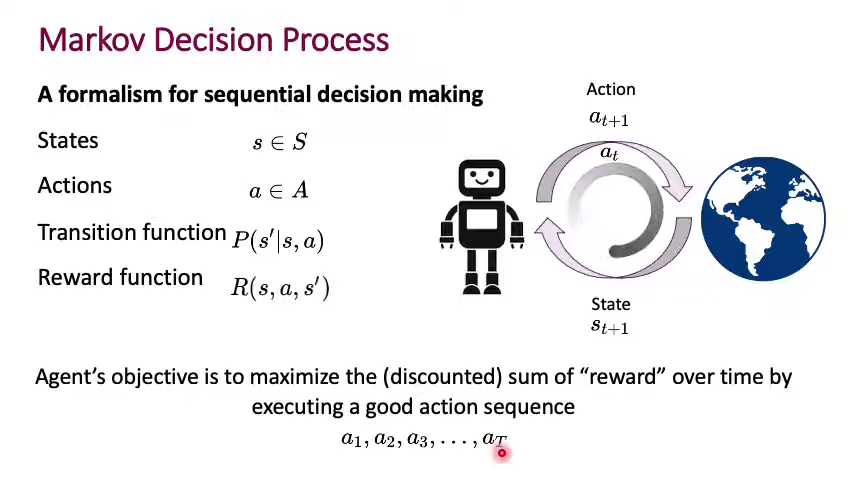 Markov Decision Process
A formalism for sequential decision making
States s ∈ S
Actions a ∈ A
Transition function P(s′|s, a)
Reward function R(s, a, s′)
Action
a_{t+1}
a_t
State
s_{t+1}
Agent’s objective is to maximize the (discounted) sum of “reward” over time by
executing a good action sequence
a_1, a_2, a_3, . . . , a_T